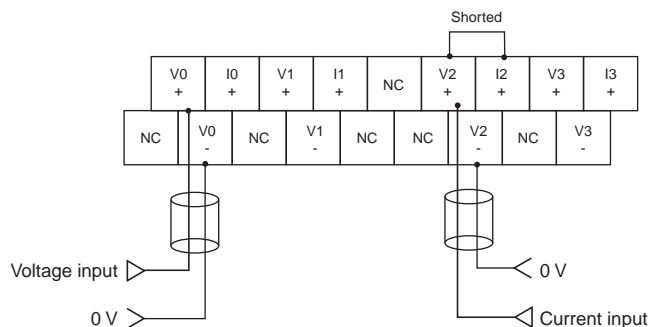 Shorted
V0 + I0 + V1 + I1 + NC V2 + I2 + V3 + I3 +
NC V0 - NC V1 - NC NC V2 - NC V3 -
Voltage input 0 V
0 V Current input